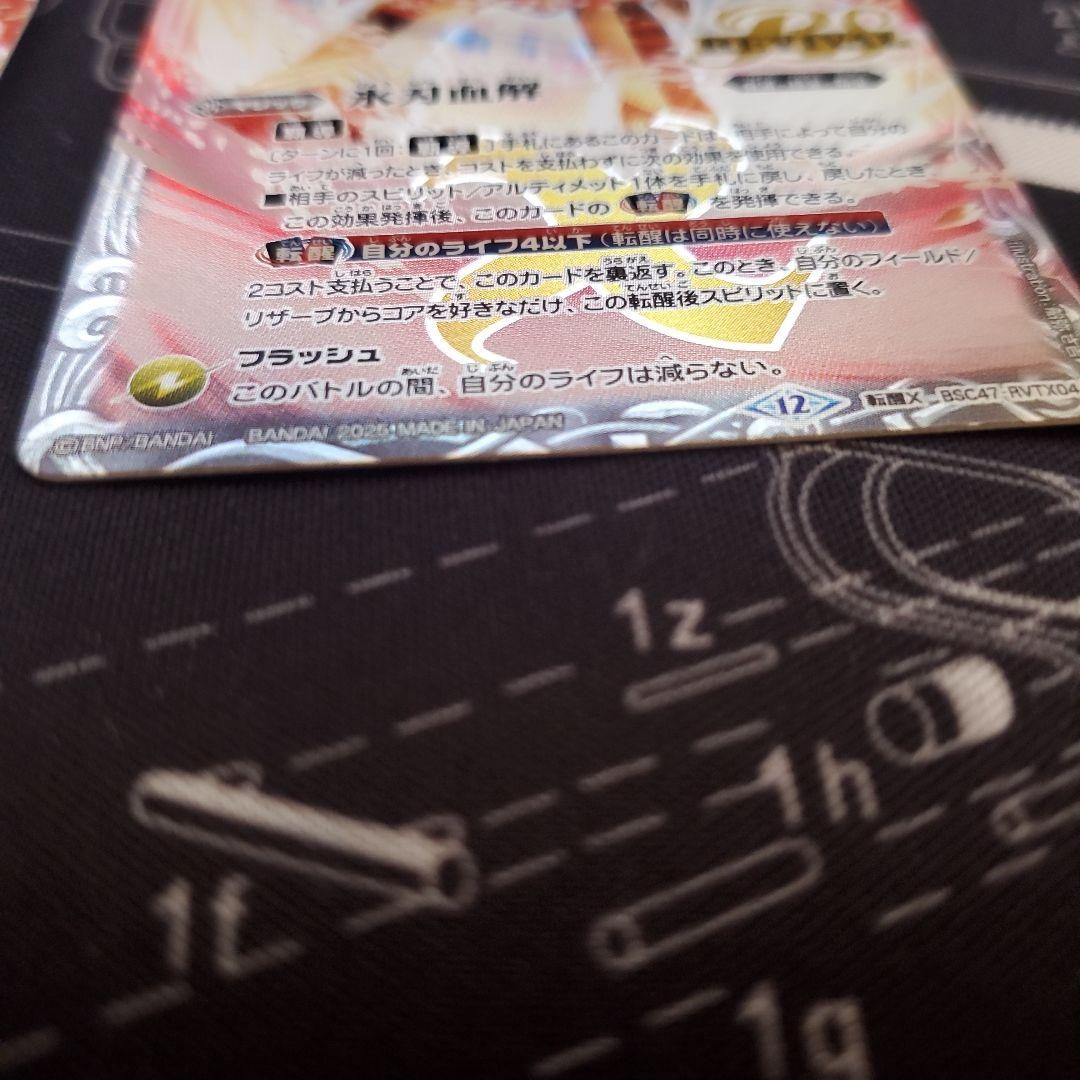 氷刃血解
[ターンに1回: ]手札にあるこのカードは、相手によって自分の
ライフが減ったとき、コストを支払わずに次の効果を使用できる。
■相手のスピリット/アルティメット1体を手札に戻し、戻したとき、
この効果発揮後、このカードの 転醒 を発揮できる。
転醒 自分のライフ4以下(転醒は同時に使えない)
2コスト支払うことで、このカードを裏返す。このとき、自分のフィールド/
リザーブからコアを好きなだけ、この転醒後スピリットに置く。
フラッシュ
このバトルの間、自分のライフは減らない。
12 転醒X BSC47-RVTX04
©BNP/BANDAI BANDAI 2025 MADE IN JAPAN
Illustration:
1z
1h
1f
1g